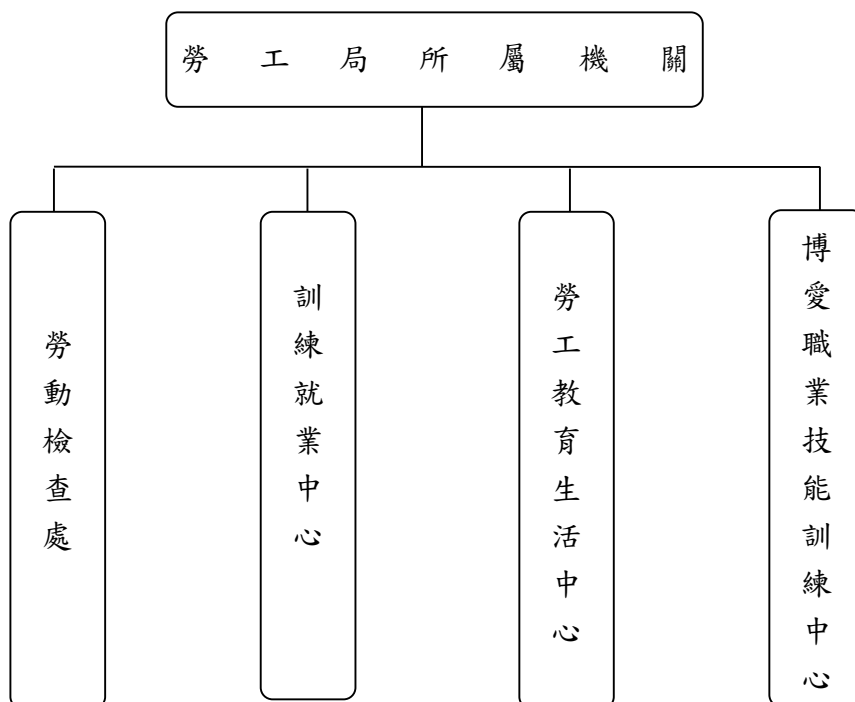 勞工局所屬機關
勞動檢查處
訓練就業中心
勞工教育生活中心
博愛職業技能訓練中心